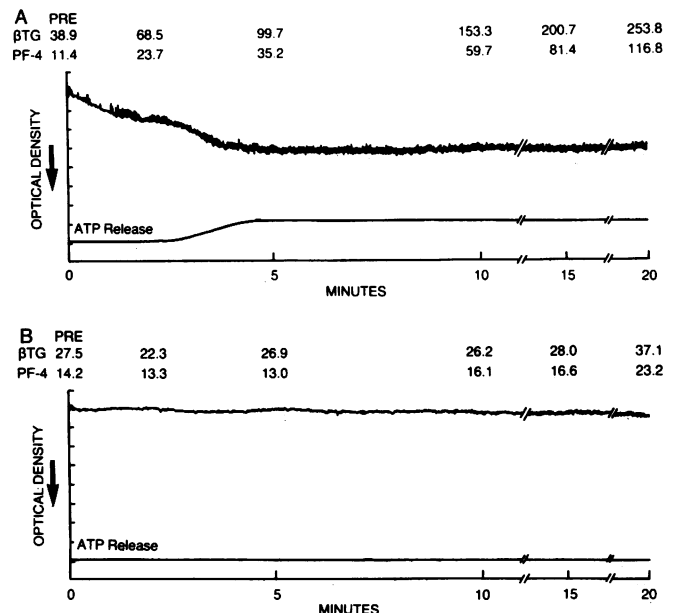 A
PRE
βTG 38.9 68.5 99.7 153.3 200.7 253.8
PF-4 11.4 23.7 35.2 59.7 81.4 116.8
OPTICAL DENSITY
ATP Release
0 5 10 15 20
MINUTES
B
PRE
βTG 27.5 22.3 26.9 26.2 28.0 37.1
PF-4 14.2 13.3 13.0 16.1 16.6 23.2
OPTICAL DENSITY
ATP Release
0 5 10 15 20
MINUTES